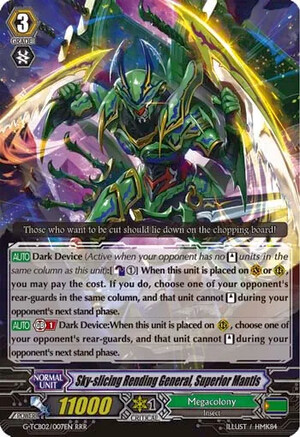 3
GRADE
Those who want to be cut should lie down on the chopping board!
AUTO Dark Device (Active when your opponent has no units in
the same column as this unit): [1] When this unit is placed on or
you may pay the cost. If you do, choose one of your opponent's
rear-guards in the same column, and that unit cannot during your
opponent's next stand phase.
AUTO GB 1 Dark Device: When this unit is placed on , choose one of
your opponent's rear-guards, and that unit cannot during your
opponent's next stand phase.
NORMAL
UNIT
Sky-slicing Rending General, Superior Mantis
POWER
11000
1
CRITICAL
Megacolony
Insect
G-TCB02/007EN RRR
ILLUST / HMK84